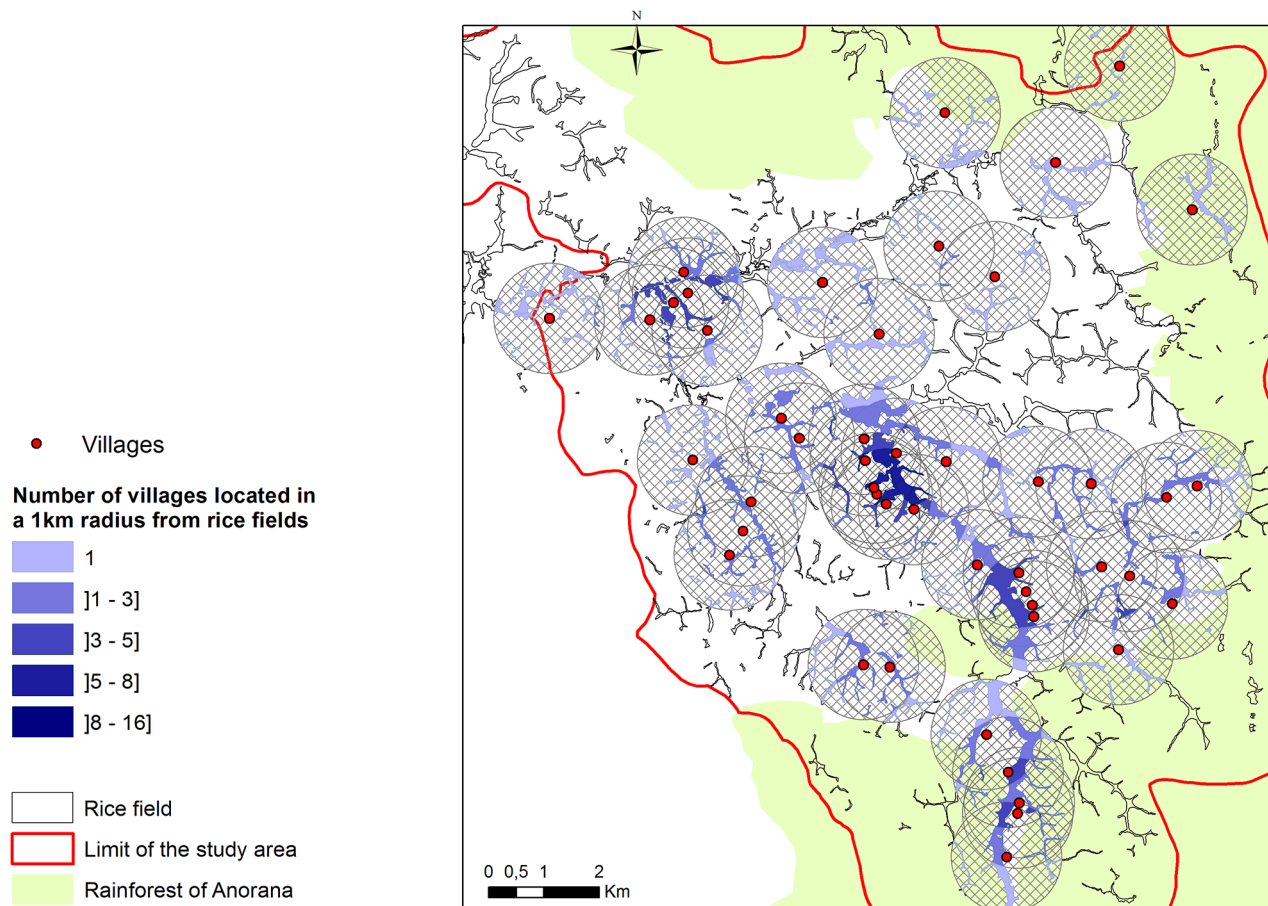 N
Villages
Number of villages located in
a 1km radius from rice fields
1
]1 - 3]
]3 - 5]
]5 - 8]
]8 - 16]
Rice field
Limit of the study area
Rainforest of Anorana
0 0,5 1 2
Km